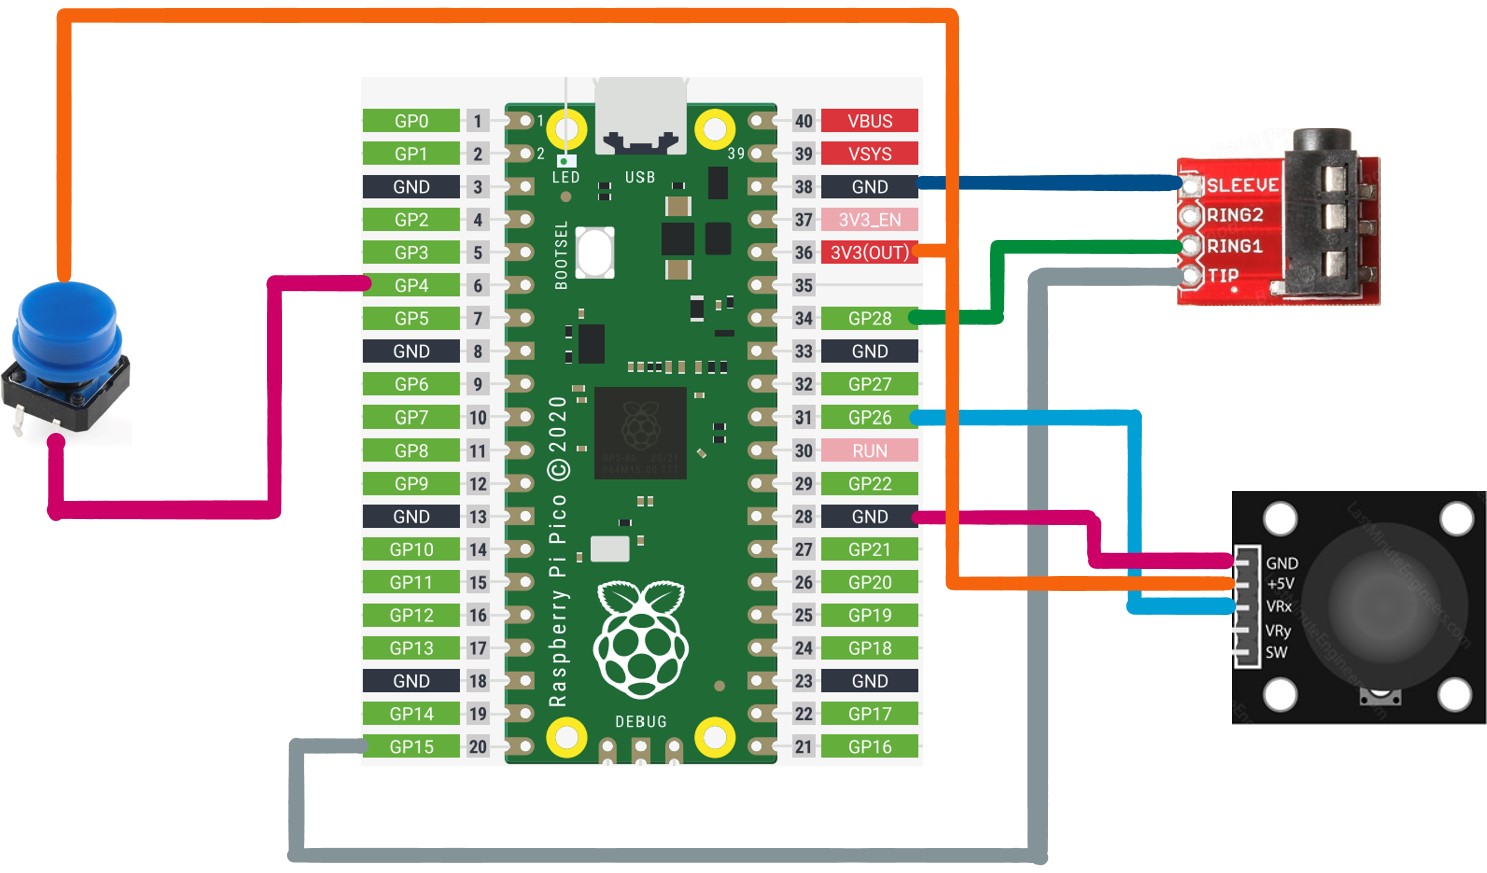 GP0 1
GP1 2
GND 3
GP2 4
GP3 5
GP4 6
GP5 7
GND 8
GP6 9
GP7 10
GP8 11
GP9 12
GND 13
GP10 14
GP11 15
GP12 16
GP13 17
GND 18
GP14 19
GP15 20
1
2
39
LED
USB
BOOTSEL
Raspberry Pi Pico © 2020
DEBUG
40 VBUS
39 VSYS
38 GND
37 3V3_EN
36 3V3(OUT)
35
34 GP28
33 GND
32 GP27
31 GP26
30 RUN
29 GP22
28 GND
27 GP21
26 GP20
25 GP19
24 GP18
23 GND
22 GP17
21 GP16
SLEEVE
RING2
RING1
TIP
GND
+5V
VRx
VRy
SW
LastMinuteEngineers.com